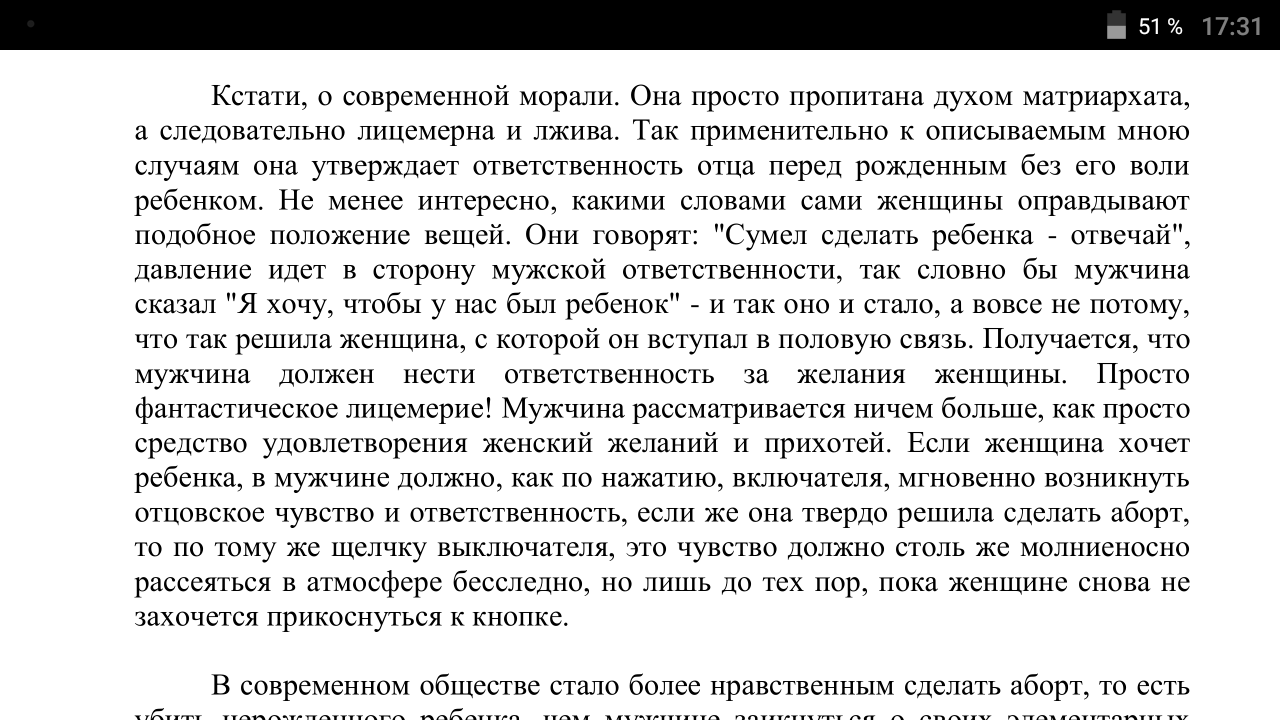 51 % 17:31
Кстати, о современной морали. Она просто пропитана духом матриархата,
а следовательно лицемерна и лжива. Так применительно к описываемым мною
случаям она утверждает ответственность отца перед рожденным без его воли
ребенком. Не менее интересно, какими словами сами женщины оправдывают
подобное положение вещей. Они говорят: "Сумел сделать ребенка - отвечай",
давление идет в сторону мужской ответственности, так словно бы мужчина
сказал "Я хочу, чтобы у нас был ребенок" - и так оно и стало, а вовсе не потому,
что так решила женщина, с которой он вступал в половую связь. Получается, что
мужчина должен нести ответственность за желания женщины. Просто
фантастическое лицемерие! Мужчина рассматривается ничем больше, как просто
средство удовлетворения женский желаний и прихотей. Если женщина хочет
ребенка, в мужчине должно, как по нажатию, включателя, мгновенно возникнуть
отцовское чувство и ответственность, если же она твердо решила сделать аборт,
то по тому же щелчку выключателя, это чувство должно столь же молниеносно
рассеяться в атмосфере бесследно, но лишь до тех пор, пока женщине снова не
захочется прикоснуться к кнопке.
В современном обществе стало более нравственным сделать аборт, то есть
убить нерожденного ребенка, чем мужчине заикнуться о своих элементарных